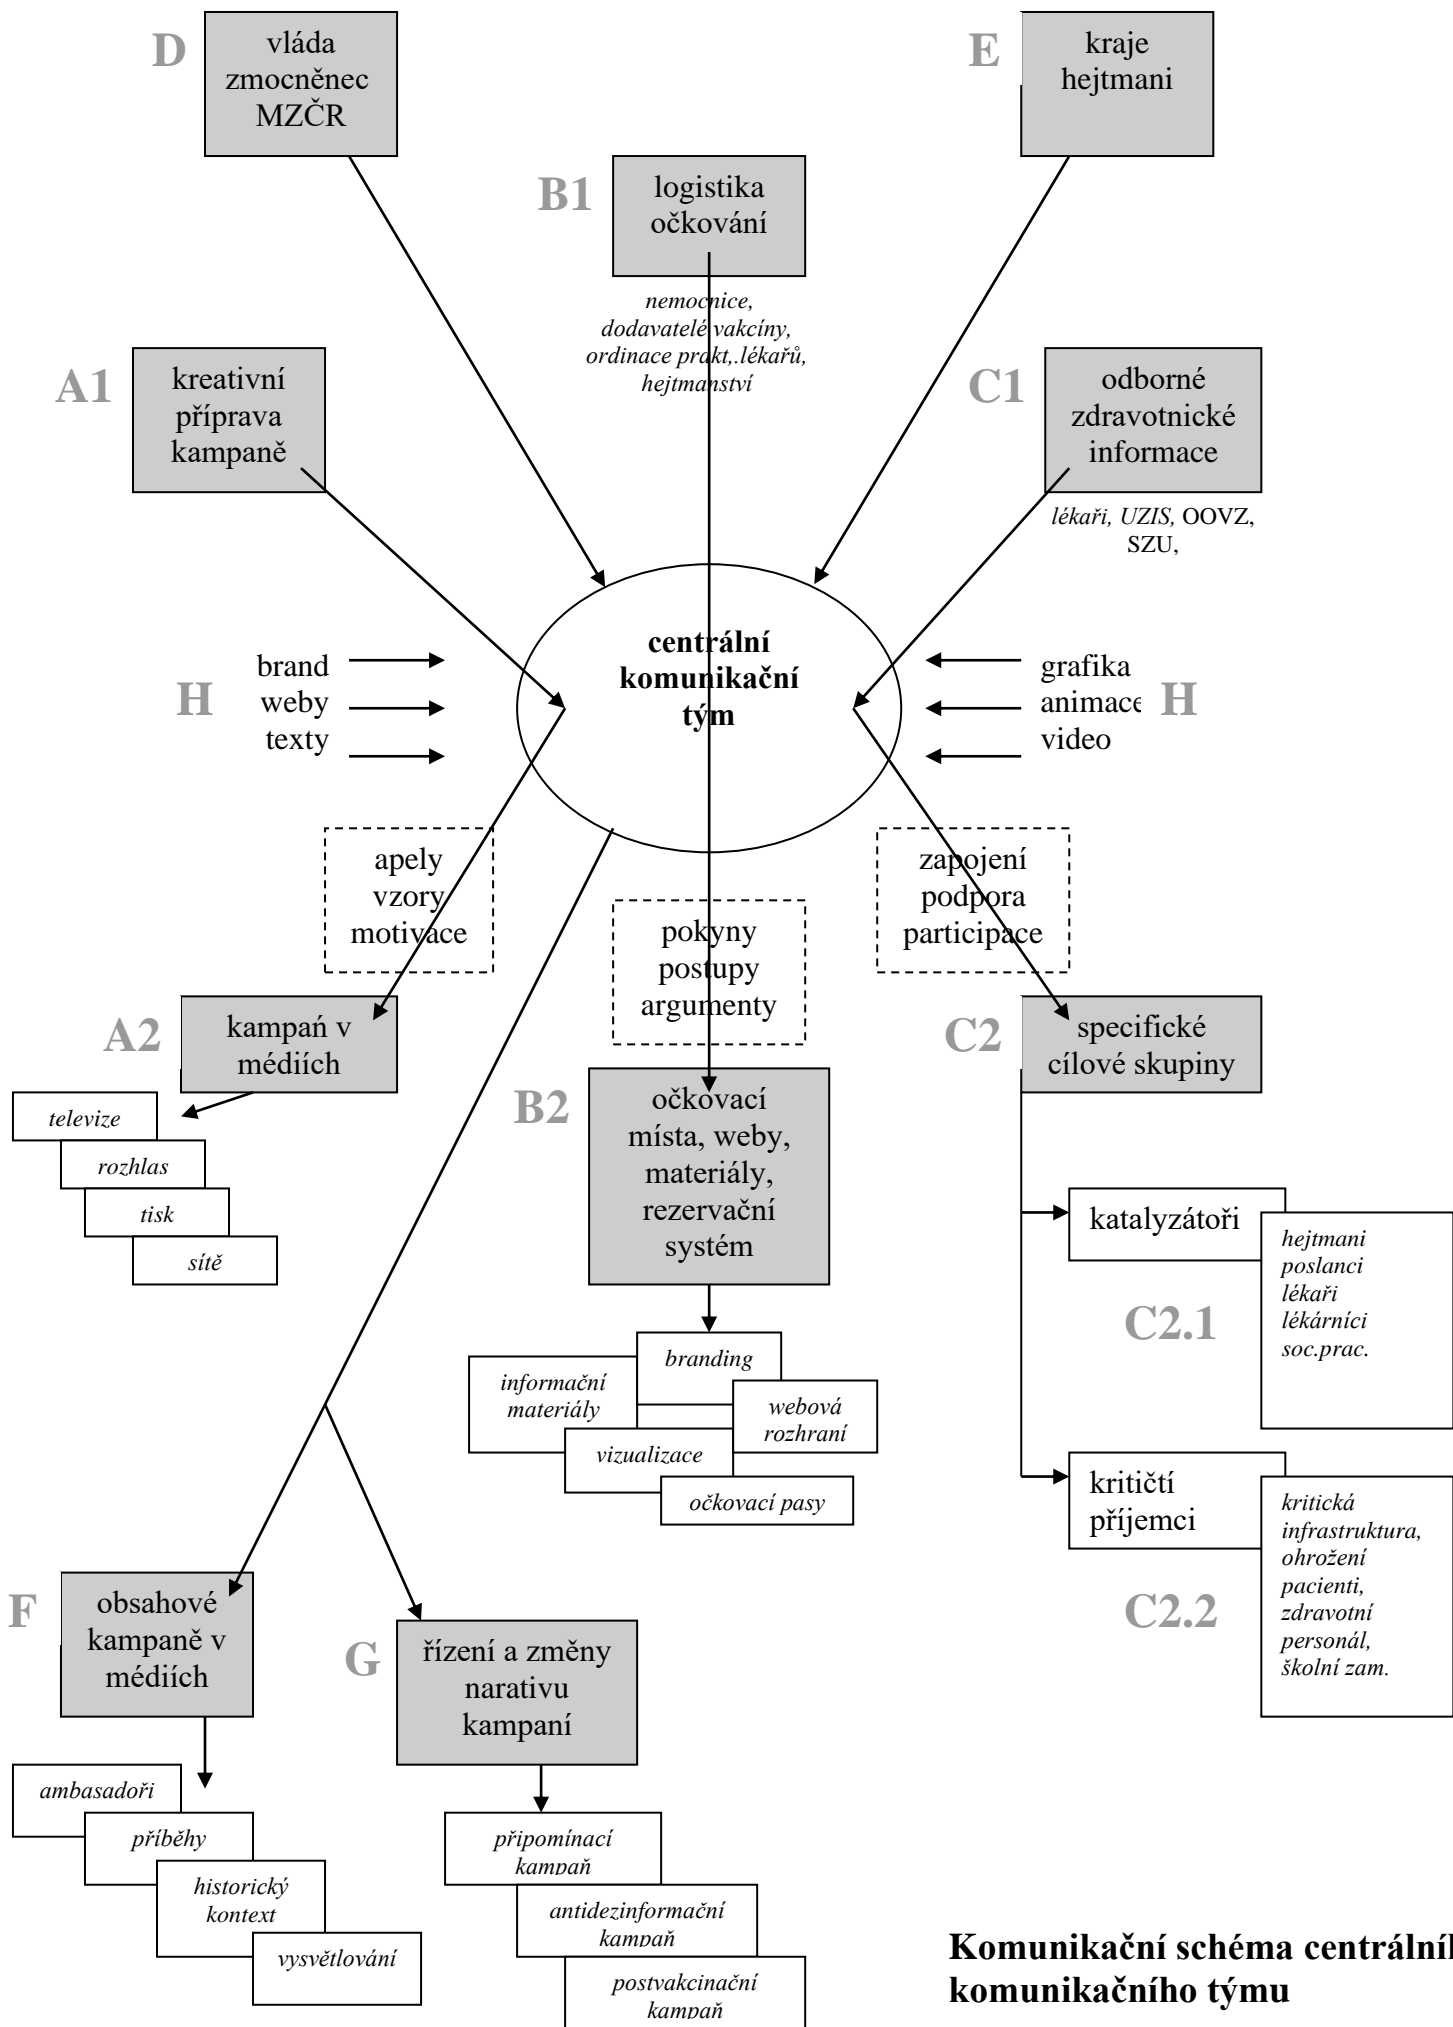 D
vláda
zmocněnec
MZČR
E
kraje
hejtmani
B1
logistika
očkování
nemocnice,
dodavatelé vakcíny,
ordinace prakt,.lékařů,
hejtmanství
A1
kreativní
příprava
kampaně
C1
odborné
zdravotnické
informace
lékaři, UZIS, OOVZ,
SZU,
centrální
komunikační
tým
H
brand
weby
texty
grafika
animace
video
H
apely
vzory
motivace
pokyny
postupy
argumenty
zapojení
podpora
participace
A2
kampań v
médiích
televize
rozhlas
tisk
sítě
B2
očkovací
místa, weby,
materiály,
rezervační
systém
branding
informační
materiály
webová
rozhraní
vizualizace
očkovací pasy
C2
specifické
cílové skupiny
katalyzátoři
hejtmani
poslanci
lékaři
lékárníci
soc.prac.
C2.1
kritičtí
příjemci
kritická
infrastruktura,
ohrožení
pacienti,
zdravotní
personál,
školní zam.
C2.2
F
obsahové
kampaně v
médiích
ambasadoři
příběhy
historický
kontext
vysvětlování
G
řízení a změny
narativu
kampaní
připomínací
kampaň
antidezinformační
kampaň
postvakcinační
kampaň
Komunikační schéma centrálníh
komunikačního týmu